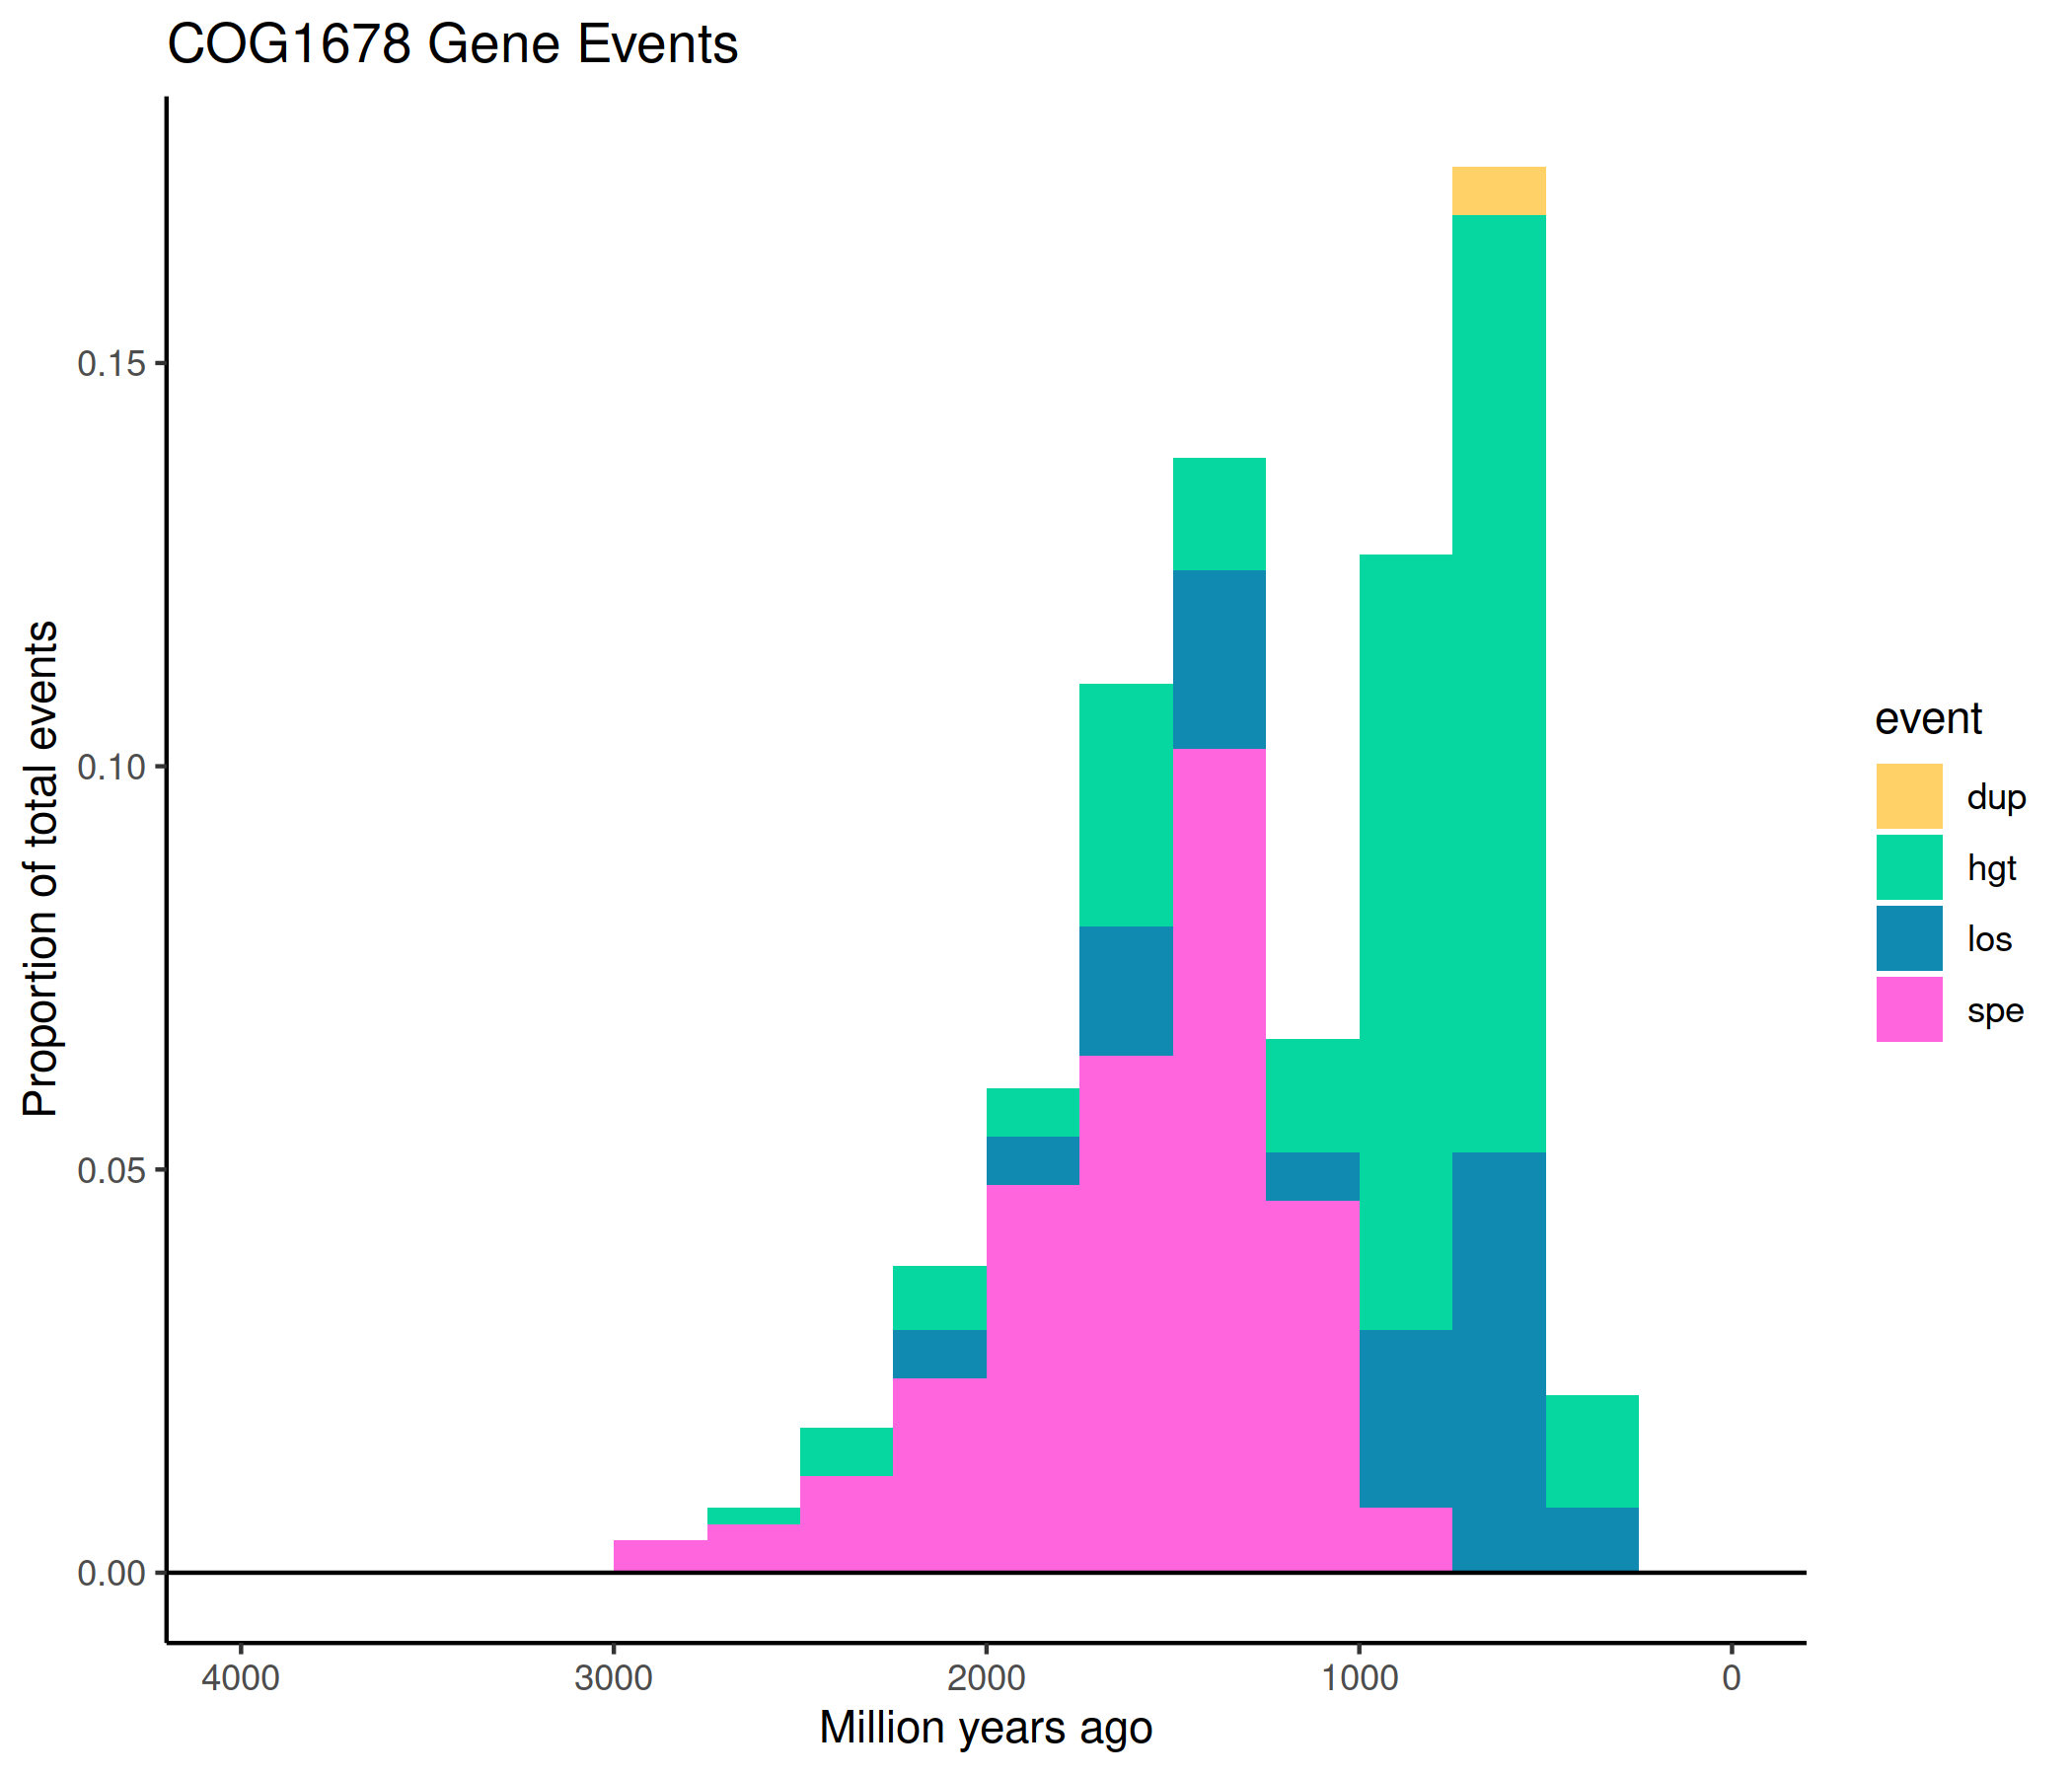 COG1678 Gene Events
Proportion of total events
0.15
0.10
0.05
0.00
4000 3000 2000 1000 0
Million years ago
event
dup
hgt
los
spe